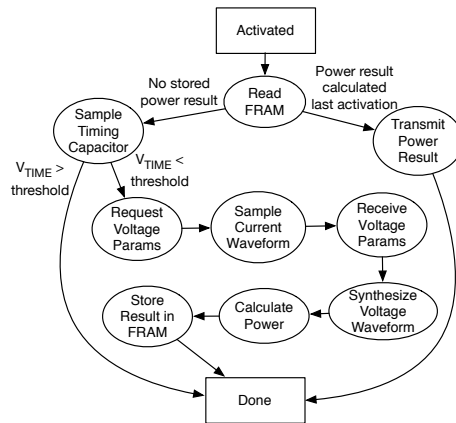 Activated
Read
FRAM
No stored
power result
Power result
calculated
last activation
Sample
Timing
Capacitor
Transmit
Power
Result
V_TIME >
threshold
V_TIME <
threshold
Request
Voltage
Params
Sample
Current
Waveform
Receive
Voltage
Params
Synthesize
Voltage
Waveform
Calculate
Power
Store
Result in
FRAM
Done